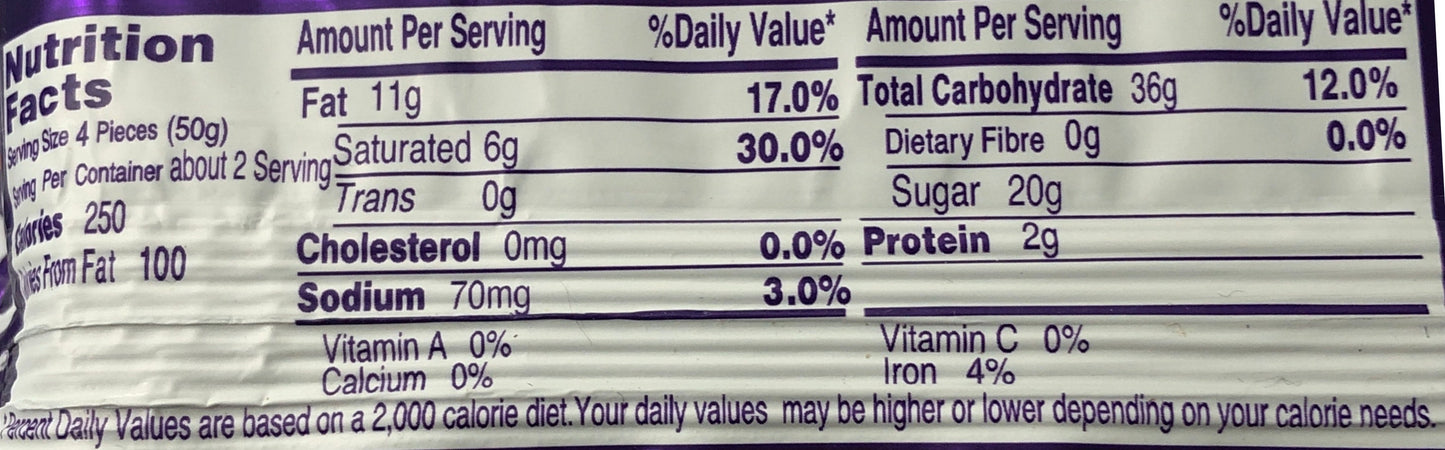 Nutrition
Facts
Serving Size 4 Pieces (50g)
Serving Per Container about 2 Serving
Calories 250
From Fat 100
Amount Per Serving %Daily Value*
Fat 11g 17.0%
Saturated 6g 30.0%
Trans 0g
Cholesterol 0mg 0.0%
Sodium 70mg 3.0%
Amount Per Serving %Daily Value*
Total Carbohydrate 36g 12.0%
Dietary Fibre 0g 0.0%
Sugar 20g
Protein 2g
Vitamin A 0% Vitamin C 0%
Calcium 0% Iron 4%
*Percent Daily Values are based on a 2,000 calorie diet. Your daily values may be higher or lower depending on your calorie needs.